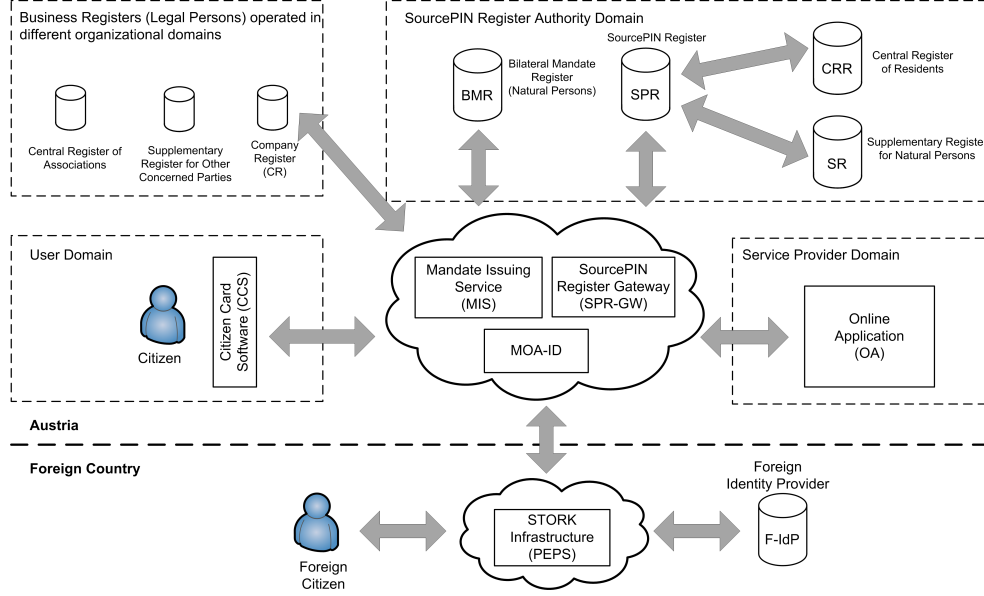 Business Registers (Legal Persons) operated in
different organizational domains
Central Register of
Associations
Supplementary
Register for Other
Concerned Parties
Company
Register
(CR)
SourcePIN Register Authority Domain
BMR
Bilateral Mandate
Register
(Natural Persons)
SourcePIN Register
SPR
CRR
Central Register
of Residents
SR
Supplementary Register
for Natural Persons
User Domain
Citizen
Citizen Card
Software (CCS)
Mandate Issuing
Service
(MIS)
SourcePIN
Register Gateway
(SPR-GW)
MOA-ID
Service Provider Domain
Online
Application
(OA)
Austria
Foreign Country
Foreign
Citizen
STORK
Infrastructure
(PEPS)
Foreign
Identity Provider
F-IdP